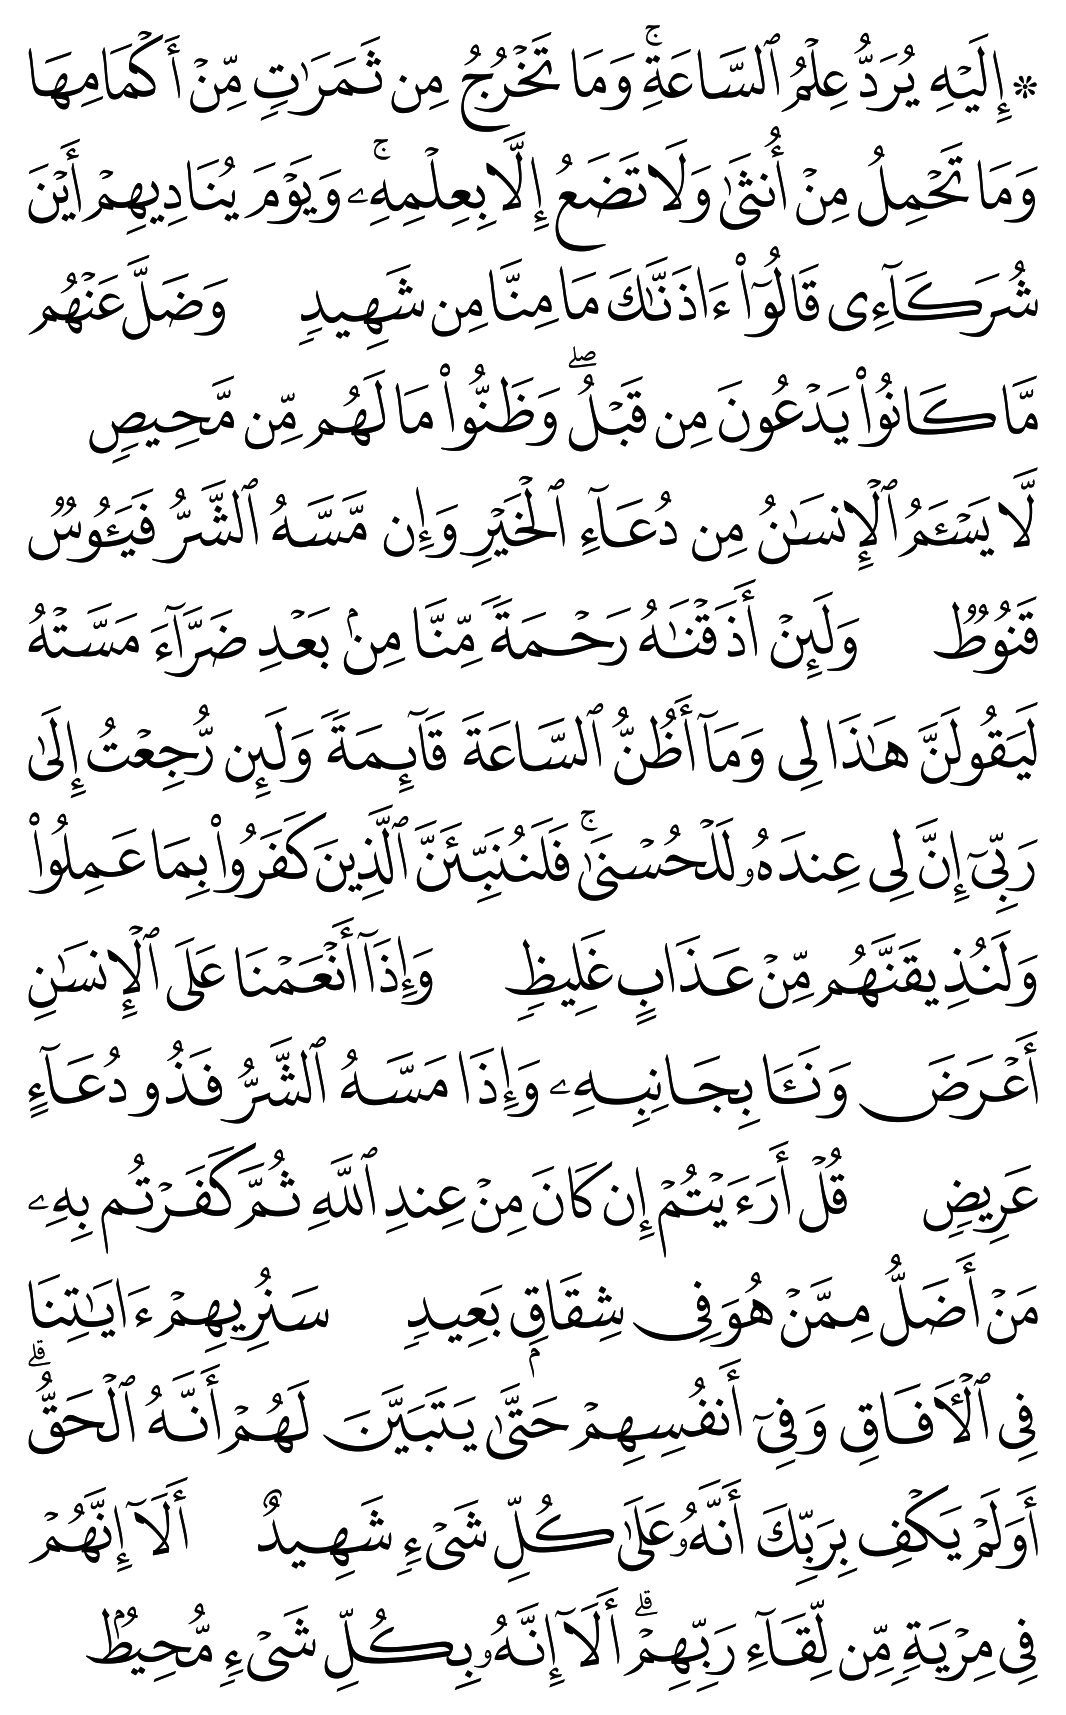 ۞ إِلَيْهِ يُرَدُّ عِلْمُ ٱلسَّاعَةِۚ وَمَا تَخْرُجُ مِن ثَمَرَٰتٍ مِّنْ أَكْمَامِهَا
وَمَا تَحْمِلُ مِنْ أُنثَىٰ وَلَا تَضَعُ إِلَّا بِعِلْمِهِۦۚ وَيَوْمَ يُنَادِيهِمْ أَيْنَ
شُرَكَآءِى قَالُوٓا۟ ءَاذَنَّـٰكَ مَا مِنَّا مِن شَهِيدٍ وَضَلَّ عَنْهُم
مَّا كَانُوا۟ يَدْعُونَ مِن قَبْلُۖ وَظَنُّوا۟ مَا لَهُم مِّن مَّحِيصٍ
لَّا يَسْـَٔمُ ٱلْإِنسَـٰنُ مِن دُعَآءِ ٱلْخَيْرِ وَإِن مَّسَّهُ ٱلشَّرُّ فَيَـُٔوسٌ
قَنُوطٌ وَلَئِنْ أَذَقْنَـٰهُ رَحْمَةً مِّنَّا مِنۢ بَعْدِ ضَرَّآءَ مَسَّتْهُ
لَيَقُولَنَّ هَـٰذَا لِى وَمَآ أَظُنُّ ٱلسَّاعَةَ قَآئِمَةً وَلَئِن رُّجِعْتُ إِلَىٰ
رَبِّىٓ إِنَّ لِى عِندَهُۥ لَلْحُسْنَىٰۚ فَلَنُنَبِّئَنَّ ٱلَّذِينَ كَفَرُوا۟ بِمَا عَمِلُوا۟
وَلَنُذِيقَنَّهُم مِّنْ عَذَابٍ غَلِيظٍ وَإِذَآ أَنْعَمْنَا عَلَى ٱلْإِنسَـٰنِ
أَعْرَضَ وَنَـَٔا بِجَانِبِهِۦ وَإِذَا مَسَّهُ ٱلشَّرُّ فَذُو دُعَآءٍ
عَرِيضٍ قُلْ أَرَءَيْتُمْ إِن كَانَ مِنْ عِندِ ٱللَّهِ ثُمَّ كَفَرْتُم بِهِۦ
مَنْ أَضَلُّ مِمَّنْ هُوَ فِى شِقَاقٍۭ بَعِيدٍ سَنُرِيهِمْ ءَايَـٰتِنَا
فِى ٱلْـَٔافَاقِ وَفِىٓ أَنفُسِهِمْ حَتَّىٰ يَتَبَيَّنَ لَهُمْ أَنَّهُ ٱلْحَقُّۗ
أَوَلَمْ يَكْفِ بِرَبِّكَ أَنَّهُۥ عَلَىٰ كُلِّ شَىْءٍ شَهِيدٌ أَلَآ إِنَّهُمْ
فِى مِرْيَةٍ مِّن لِّقَآءِ رَبِّهِمْۗ أَلَآ إِنَّهُۥ بِكُلِّ شَىْءٍ مُّحِيطٌۢ